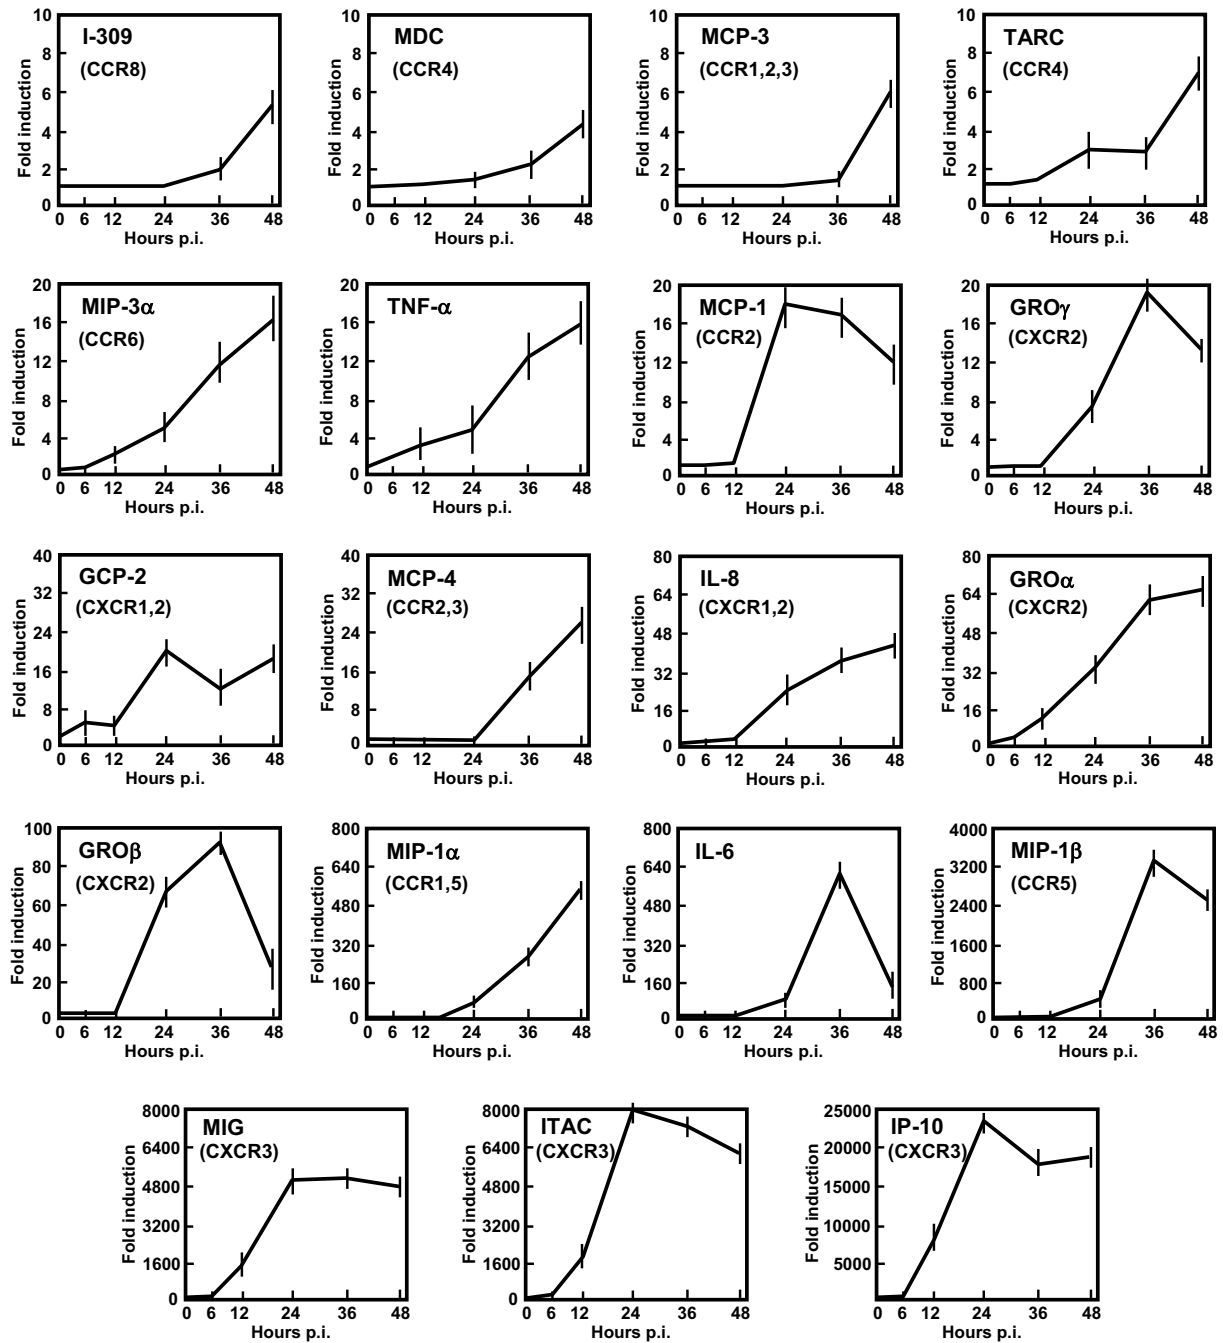 I-309
(CCR8)
Fold induction
10
8
6
4
2
0
0 6 12 24 36 48
Hours p.i.
MDC
(CCR4)
Fold induction
10
8
6
4
2
0
0 6 12 24 36 48
Hours p.i.
MCP-3
(CCR1,2,3)
Fold induction
10
8
6
4
2
0
0 6 12 24 36 48
Hours p.i.
TARC
(CCR4)
Fold induction
10
8
6
4
2
0
0 6 12 24 36 48
Hours p.i.
MIP-3α
(CCR6)
Fold induction
20
16
12
8
4
0
0 6 12 24 36 48
Hours p.i.
TNF-α
Fold induction
20
16
12
8
4
0
0 6 12 24 36 48
Hours p.i.
MCP-1
(CCR2)
Fold induction
20
16
12
8
4
0
0 6 12 24 36 48
Hours p.i.
GROγ
(CXCR2)
Fold induction
20
16
12
8
4
0
0 6 12 24 36 48
Hours p.i.
GCP-2
(CXCR1,2)
Fold induction
40
32
24
16
8
0
0 6 12 24 36 48
Hours p.i.
MCP-4
(CCR2,3)
Fold induction
40
32
24
16
8
0
0 6 12 24 36 48
Hours p.i.
IL-8
(CXCR1,2)
Fold induction
80
64
48
32
16
0
0 6 12 24 36 48
Hours p.i.
GROα
(CXCR2)
Fold induction
80
64
48
32
16
0
0 6 12 24 36 48
Hours p.i.
GROβ
(CXCR2)
Fold induction
100
80
60
40
20
0
0 6 12 24 36 48
Hours p.i.
MIP-1α
(CCR1,5)
Fold induction
800
640
480
320
160
0
0 6 12 24 36 48
Hours p.i.
IL-6
Fold induction
800
640
480
320
160
0
0 6 12 24 36 48
Hours p.i.
MIP-1β
(CCR5)
Fold induction
4000
3200
2400
1600
800
0
0 6 12 24 36 48
Hours p.i.
MIG
(CXCR3)
Fold induction
8000
6400
4800
3200
1600
0
0 6 12 24 36 48
Hours p.i.
ITAC
(CXCR3)
Fold induction
8000
6400
4800
3200
1600
0
0 6 12 24 36 48
Hours p.i.
IP-10
(CXCR3)
Fold induction
25000
20000
15000
10000
5000
0 6 12 24 36 48
Hours p.i.